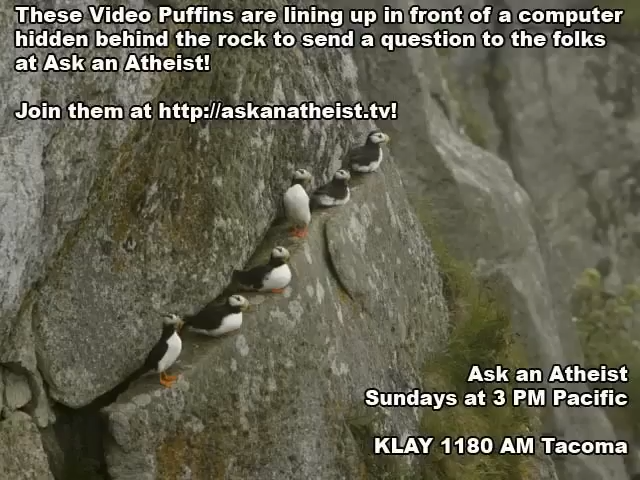 These Video Puffins are lining up in front of a computer
hidden behind the rock to send a question to the folks
at Ask an Atheist!
Join them at http://askanatheist.tv!
Ask an Atheist
Sundays at 3 PM Pacific
KLAY 1180 AM Tacoma